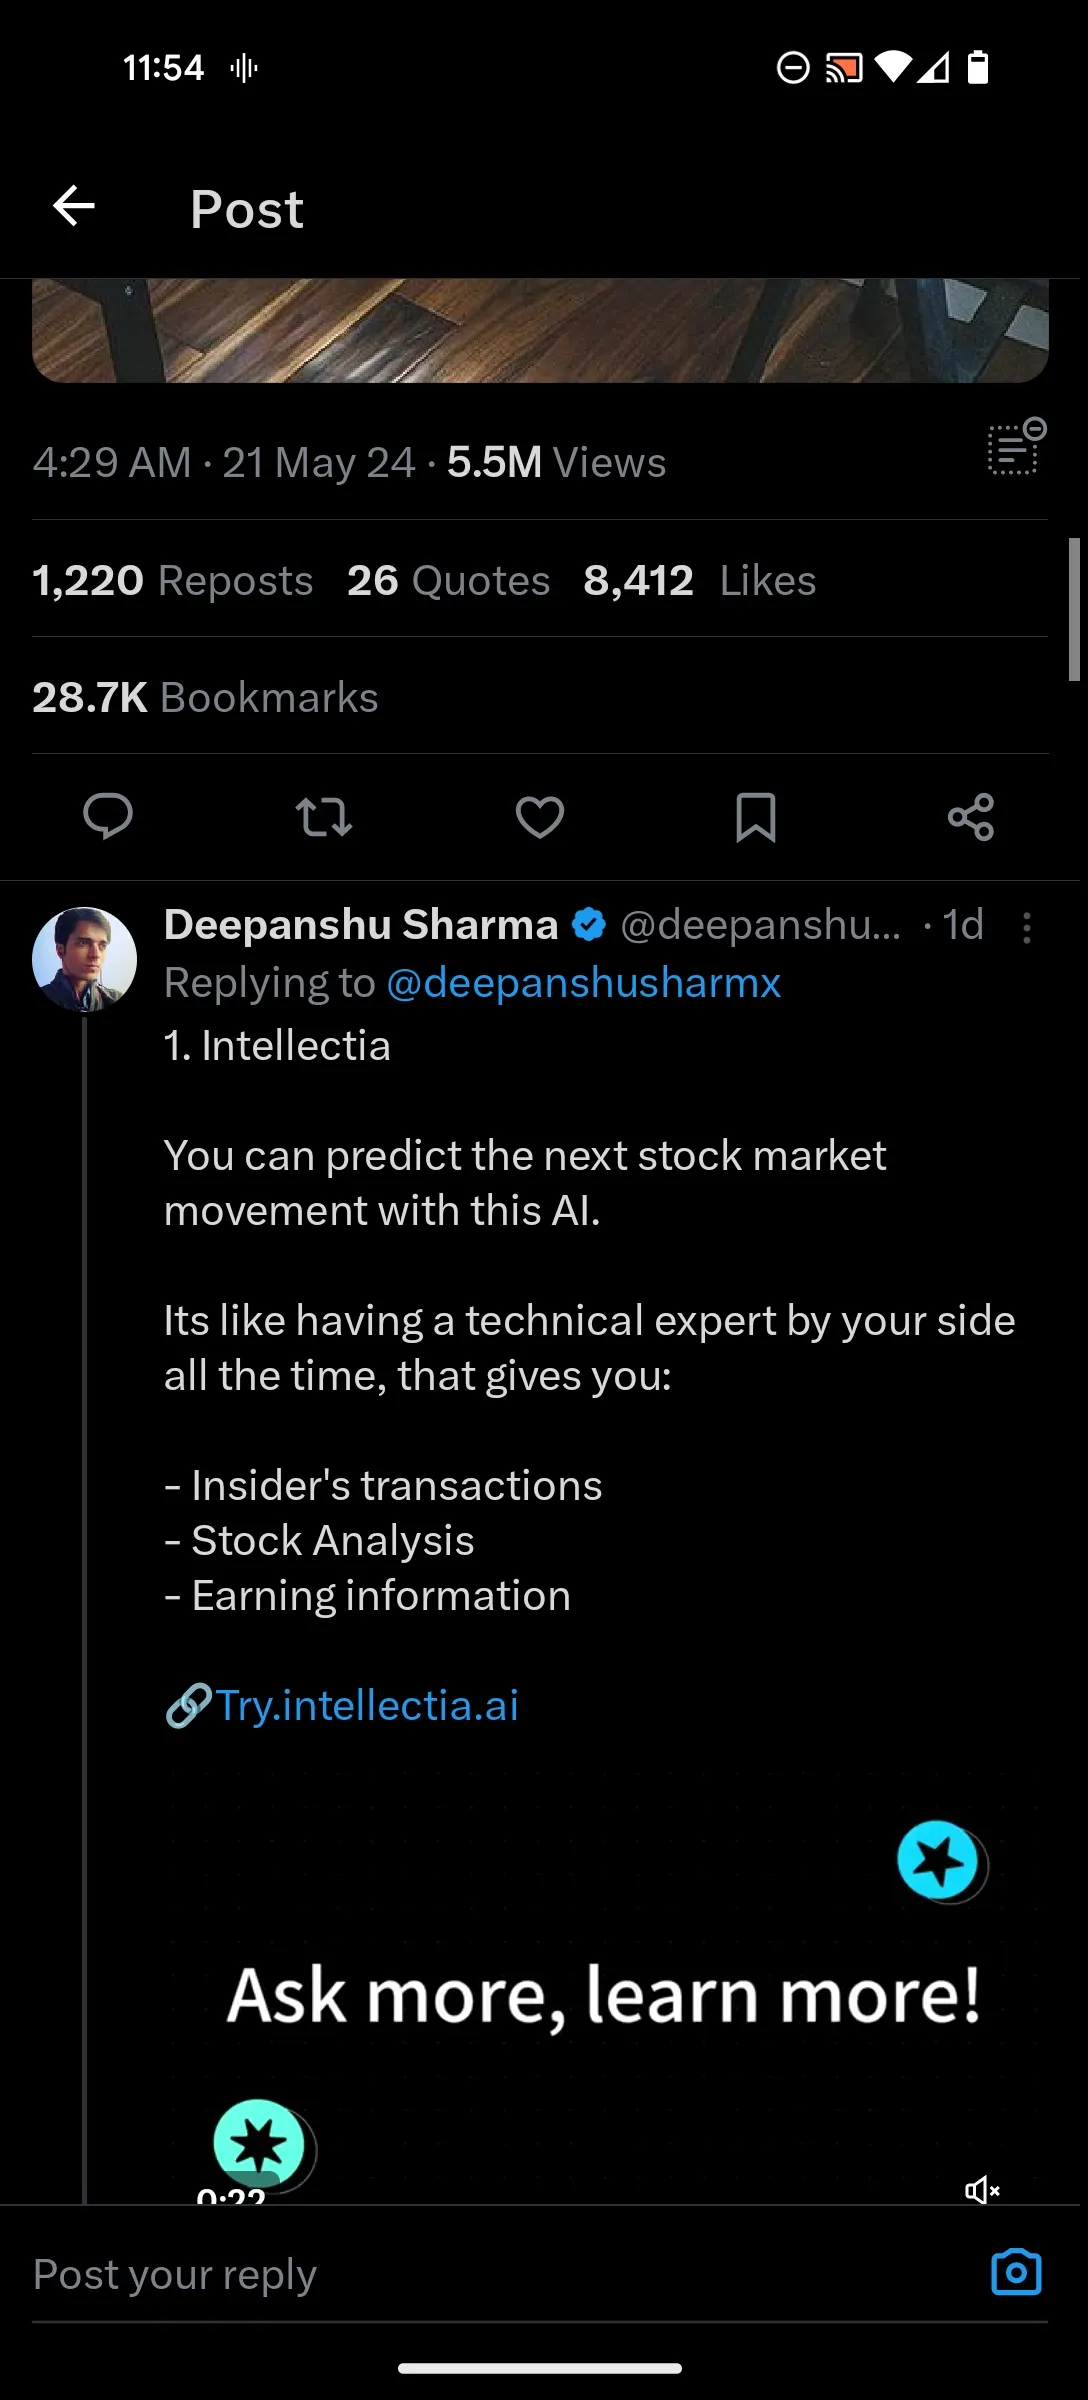 11:54
Post
4:29 AM · 21 May 24 · 5.5M Views
1,220 Reposts 26 Quotes 8,412 Likes
28.7K Bookmarks
Deepanshu Sharma @deepanshu... · 1d
Replying to @deepanshusharmx
1. Intellectia
You can predict the next stock market
movement with this AI.
Its like having a technical expert by your side
all the time, that gives you:
- Insider's transactions
- Stock Analysis
- Earning information
🔗Try.intellectia.ai
Ask more, learn more!
0:22
Post your reply